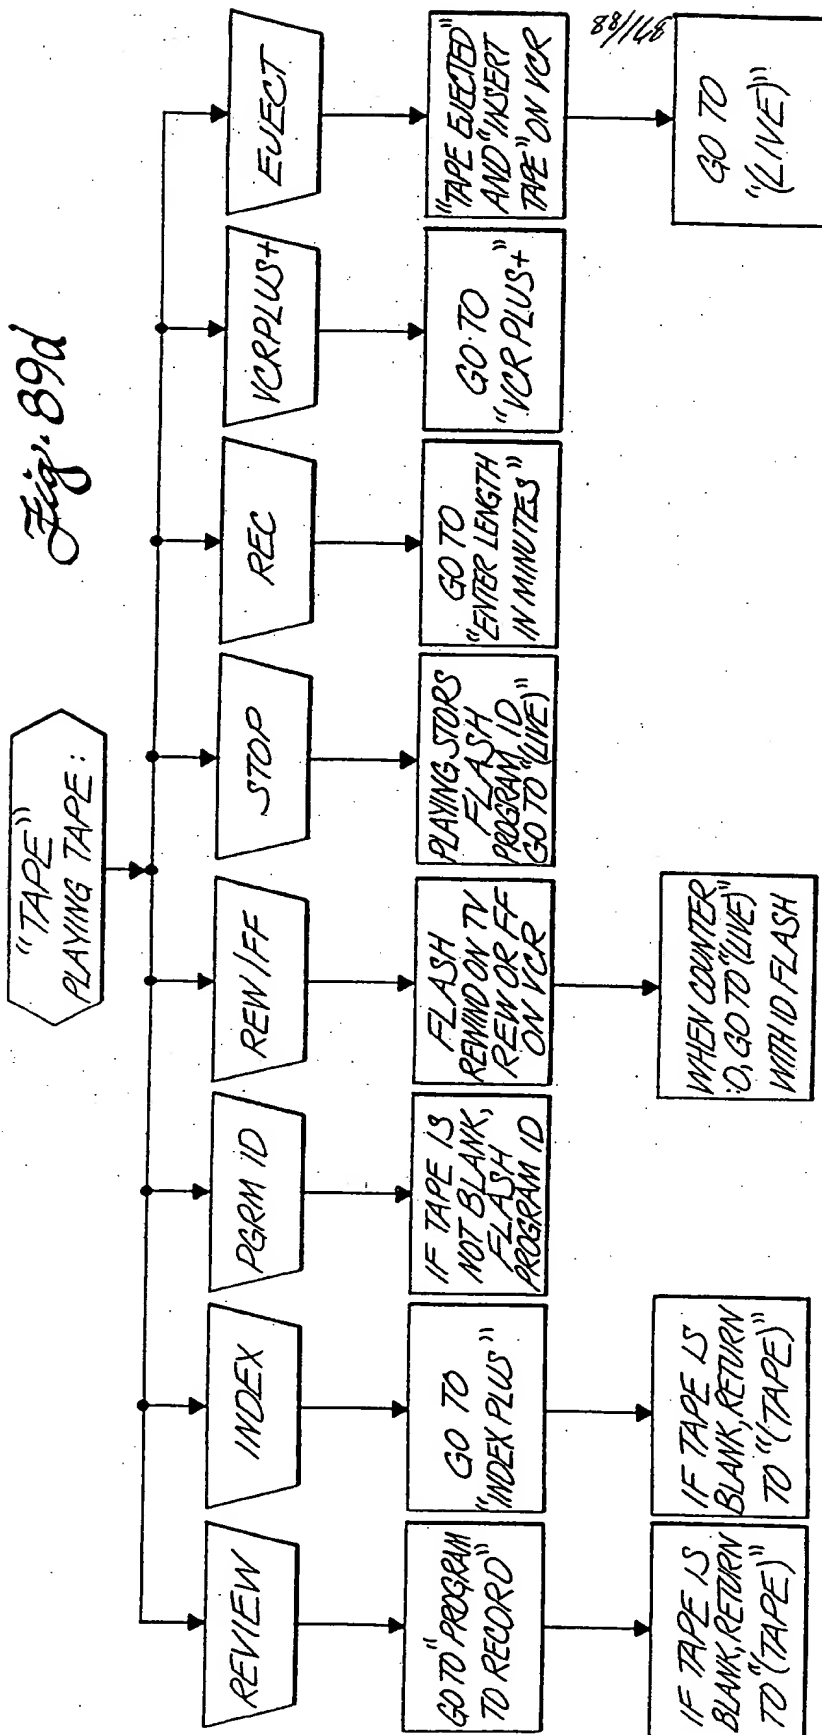 Fig. 89d
"TAPE"
PLAYING TAPE:
REVIEW
GO TO "PROGRAM
TO RECORD"
IF TAPE IS
BLANK, RETURN
TO "(TAPE)"
INDEX
GO TO
"INDEX PLUS"
IF TAPE IS
BLANK, RETURN
TO "(TAPE)"
PGRM ID
IF TAPE IS
NOT BLANK,
FLASH
PROGRAM ID
REW/FF
FLASH
REWIND ON TV
REW OR FF
ON VCR
WHEN COUNTER
:0, GO TO "(LIVE)"
WITH ID FLASH
STOP
PLAYING STORS
FLASH
PROGRAM ID
GO TO "(LIVE)"
REC
GO TO
"ENTER LENGTH
IN MINUTES"
VCRPLUS+
GO TO
"VCR PLUS+"
EJECT
"TAPE EJECTED"
AND "INSERT
TAPE" ON VCR
GO TO
"(LIVE)"